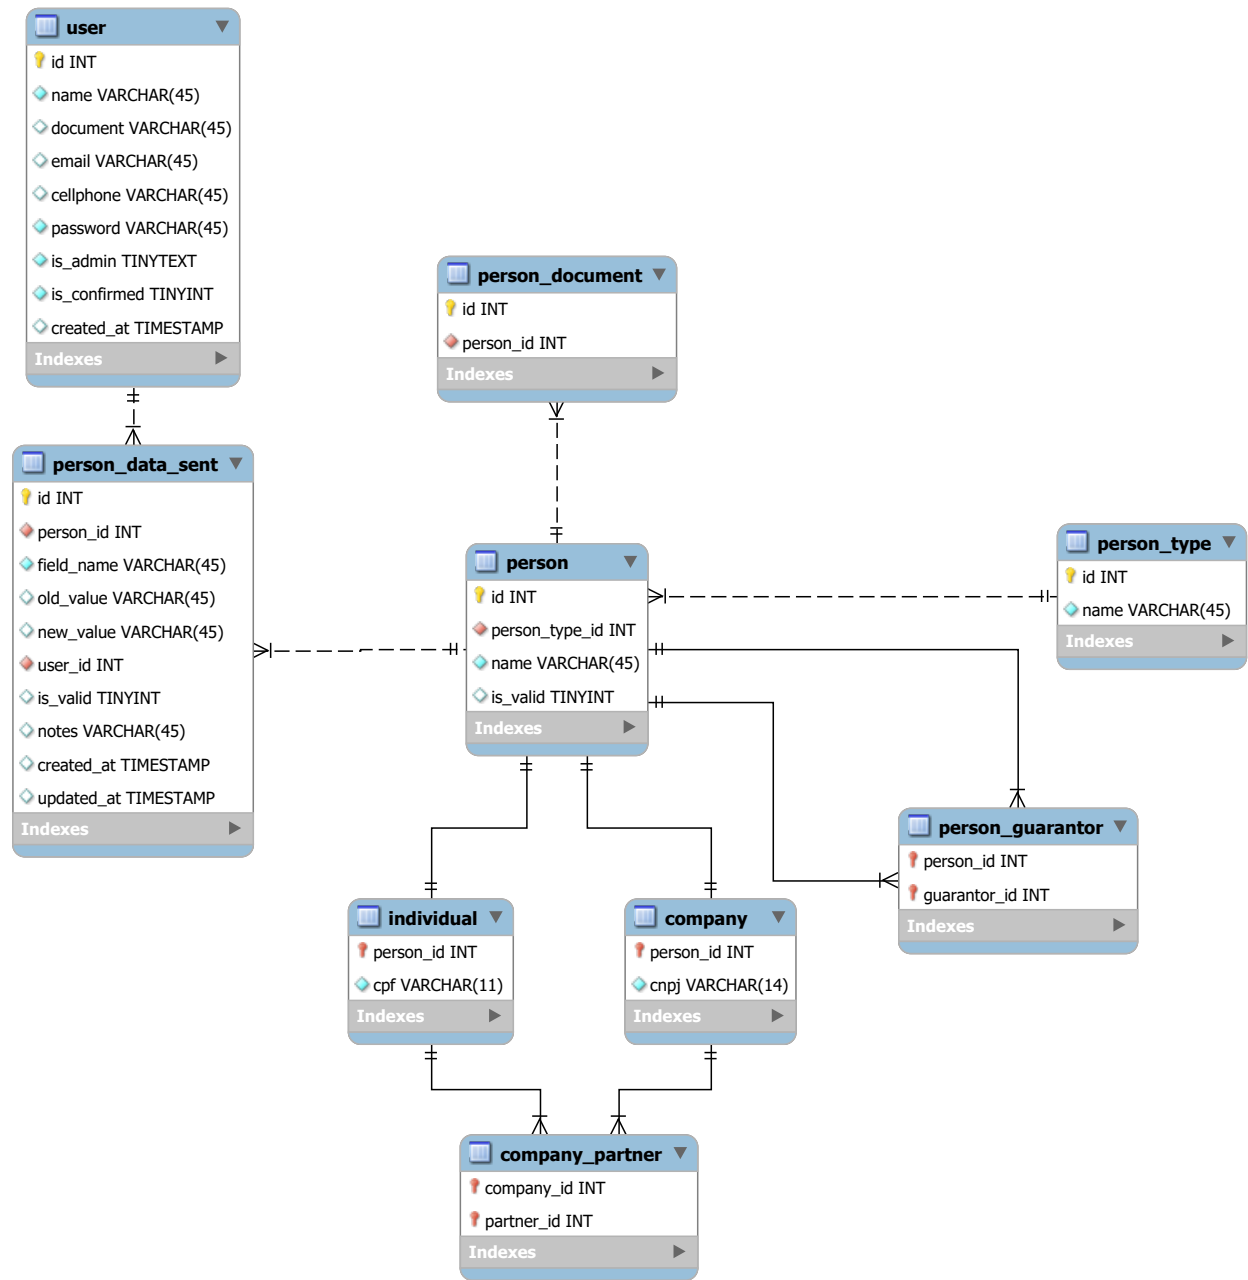 user
id INT
name VARCHAR(45)
document VARCHAR(45)
email VARCHAR(45)
cellphone VARCHAR(45)
password VARCHAR(45)
is_admin TINYTEXT
is_confirmed TINYINT
created_at TIMESTAMP
Indexes
person_data_sent
id INT
person_id INT
field_name VARCHAR(45)
old_value VARCHAR(45)
new_value VARCHAR(45)
user_id INT
is_valid TINYINT
notes VARCHAR(45)
created_at TIMESTAMP
updated_at TIMESTAMP
Indexes
person_document
id INT
person_id INT
Indexes
person
id INT
person_type_id INT
name VARCHAR(45)
is_valid TINYINT
Indexes
person_type
id INT
name VARCHAR(45)
Indexes
person_guarantor
person_id INT
guarantor_id INT
Indexes
individual
person_id INT
cpf VARCHAR(11)
Indexes
company
person_id INT
cnpj VARCHAR(14)
Indexes
company_partner
company_id INT
partner_id INT
Indexes